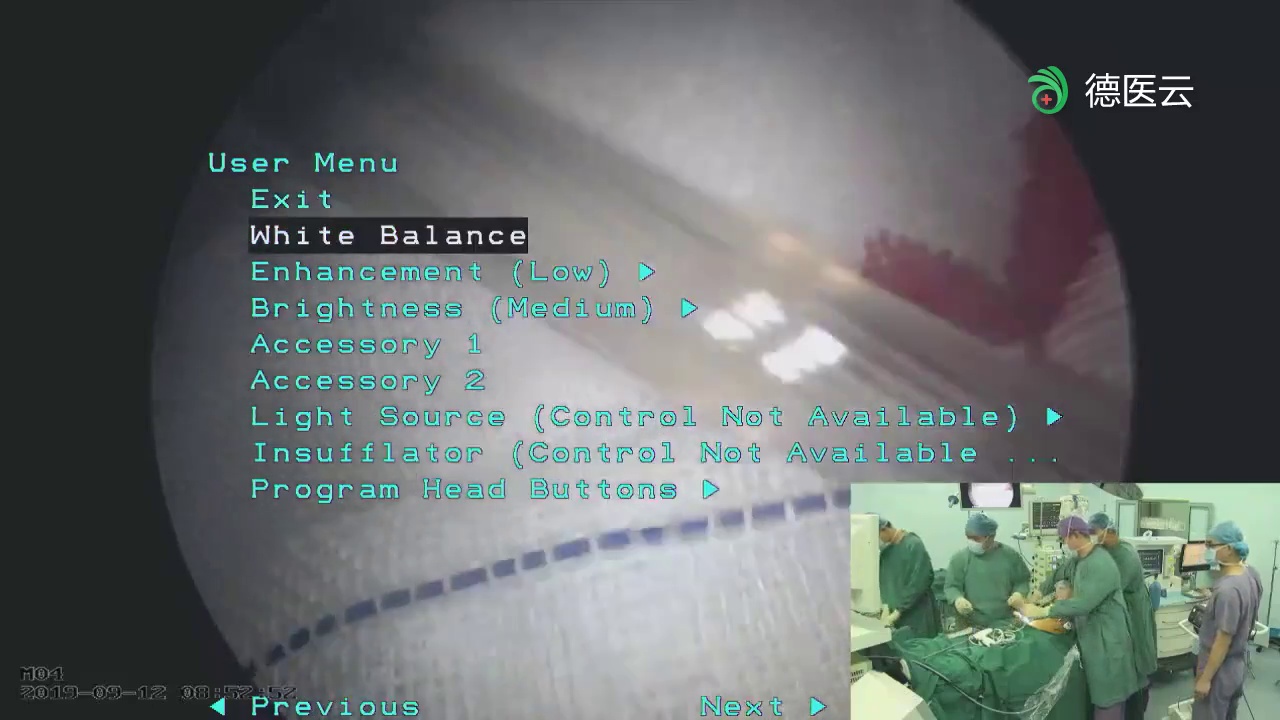 德医云
User Menu
Exit
White Balance
Enhancement (Low) ▶
Brightness (Medium) ▶
Accessory 1
Accessory 2
Light Source (Control Not Available) ▶
Insufflator (Control Not Available ...
Program Head Buttons ▶
M04
2019-09-12 08:52:52
◀ Previous
Next ▶